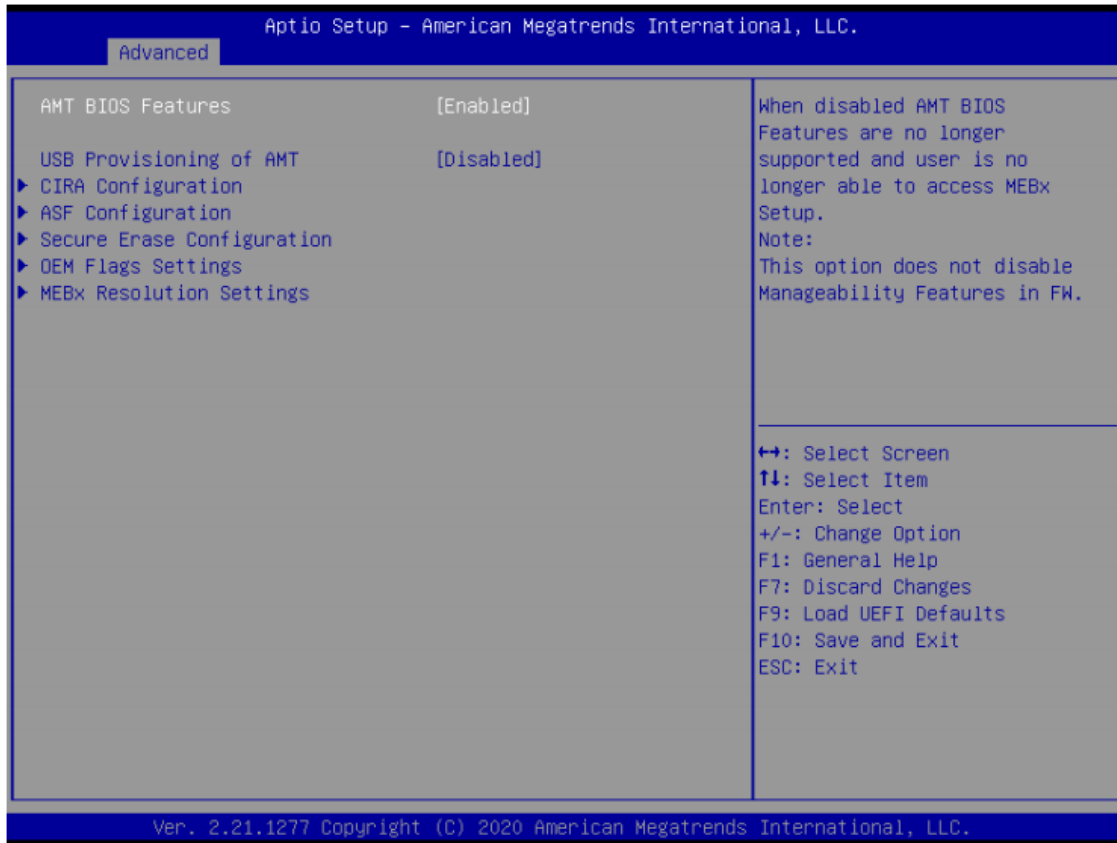 Aptio Setup – American Megatrends International, LLC.
Advanced
AMT BIOS Features [Enabled]
USB Provisioning of AMT [Disabled]
▶ CIRA Configuration
▶ ASF Configuration
▶ Secure Erase Configuration
▶ OEM Flags Settings
▶ MEBx Resolution Settings
When disabled AMT BIOS
Features are no longer
supported and user is no
longer able to access MEBx
Setup.
Note:
This option does not disable
Manageability Features in FW.
↔: Select Screen
↑↓: Select Item
Enter: Select
+/-: Change Option
F1: General Help
F7: Discard Changes
F9: Load UEFI Defaults
F10: Save and Exit
ESC: Exit
Ver. 2.21.1277 Copyright (C) 2020 American Megatrends International, LLC.